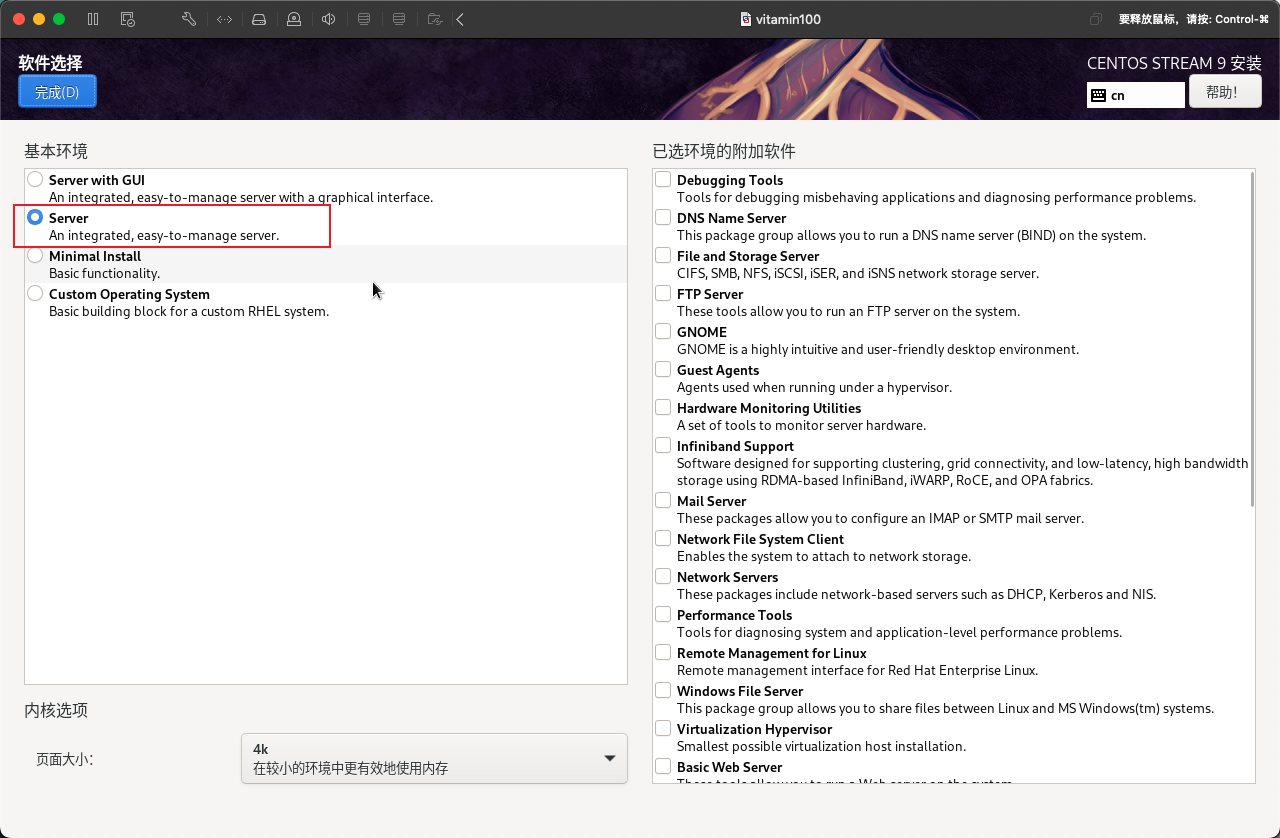 vitamin100
要释放鼠标，请按: Control-⌘
软件选择
完成(D)
CENTOS STREAM 9 安装
cn
帮助!
基本环境
Server with GUI
An integrated, easy-to-manage server with a graphical interface.
Server
An integrated, easy-to-manage server.
Minimal Install
Basic functionality.
Custom Operating System
Basic building block for a custom RHEL system.
内核选项
页面大小:
4k
在较小的环境中更有效地使用内存
已选环境的附加软件
Debugging Tools
Tools for debugging misbehaving applications and diagnosing performance problems.
DNS Name Server
This package group allows you to run a DNS name server (BIND) on the system.
File and Storage Server
CIFS, SMB, NFS, iSCSI, iSER, and iSNS network storage server.
FTP Server
These tools allow you to run an FTP server on the system.
GNOME
GNOME is a highly intuitive and user-friendly desktop environment.
Guest Agents
Agents used when running under a hypervisor.
Hardware Monitoring Utilities
A set of tools to monitor server hardware.
Infiniband Support
Software designed for supporting clustering, grid connectivity, and low-latency, high bandwidth
storage using RDMA-based InfiniBand, iWARP, RoCE, and OPA fabrics.
Mail Server
These packages allow you to configure an IMAP or SMTP mail server.
Network File System Client
Enables the system to attach to network storage.
Network Servers
These packages include network-based servers such as DHCP, Kerberos and NIS.
Performance Tools
Tools for diagnosing system and application-level performance problems.
Remote Management for Linux
Remote management interface for Red Hat Enterprise Linux.
Windows File Server
This package group allows you to share files between Linux and MS Windows(tm) systems.
Virtualization Hypervisor
Smallest possible virtualization host installation.
Basic Web Server
These tools allow you to run a Web server on the system.